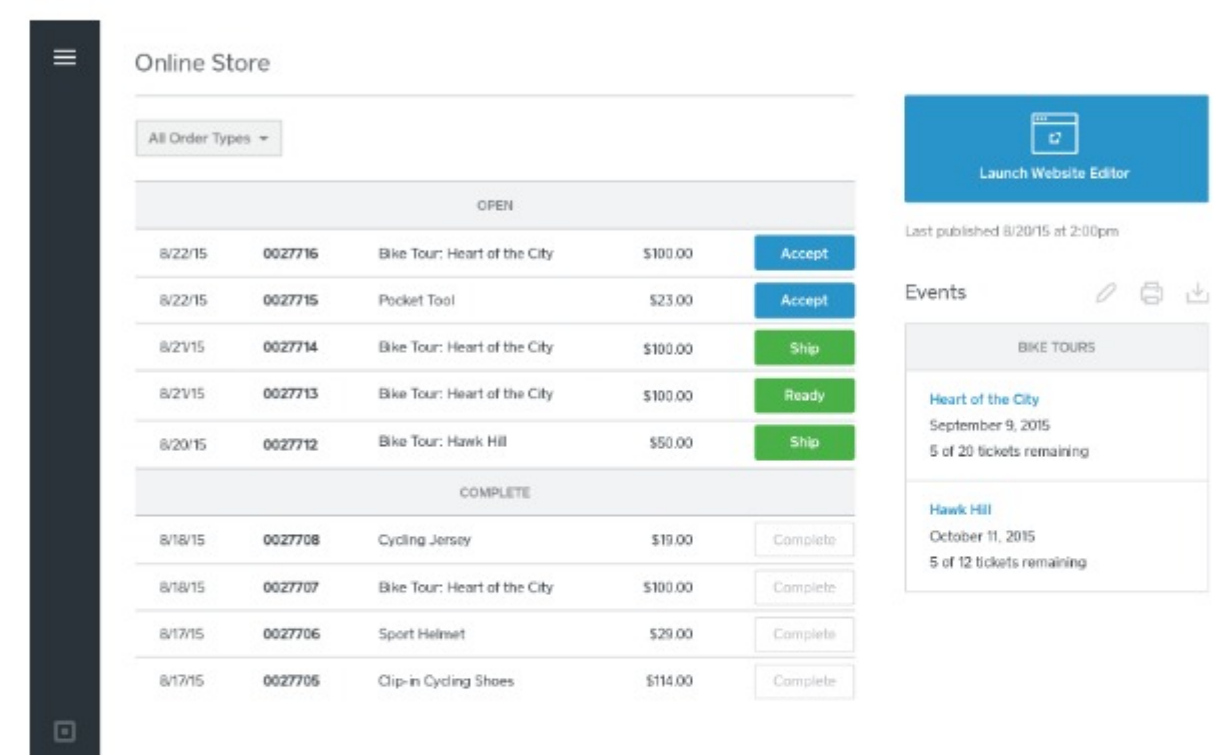 Online Store
All Order Types
OPEN
8/22/15 0027716 Bike Tour: Heart of the City $100.00 Accept
8/22/15 0027715 Pocket Tool $23.00 Accept
8/21/15 0027714 Bike Tour: Heart of the City $100.00 Ship
8/21/15 0027713 Bike Tour: Heart of the City $100.00 Ready
8/20/15 0027712 Bike Tour: Hawk Hill $50.00 Ship
COMPLETE
8/18/15 0027708 Cycling Jersey $19.00 Complete
8/18/15 0027707 Bike Tour: Heart of the City $100.00 Complete
8/17/15 0027706 Sport Helmet $29.00 Complete
8/17/15 0027705 Clip-in Cycling Shoes $114.00 Complete
Launch Website Editor
Last published 8/20/15 at 2:00pm
Events
BIKE TOURS
Heart of the City
September 9, 2015
5 of 20 tickets remaining
Hawk Hill
October 11, 2015
5 of 12 tickets remaining